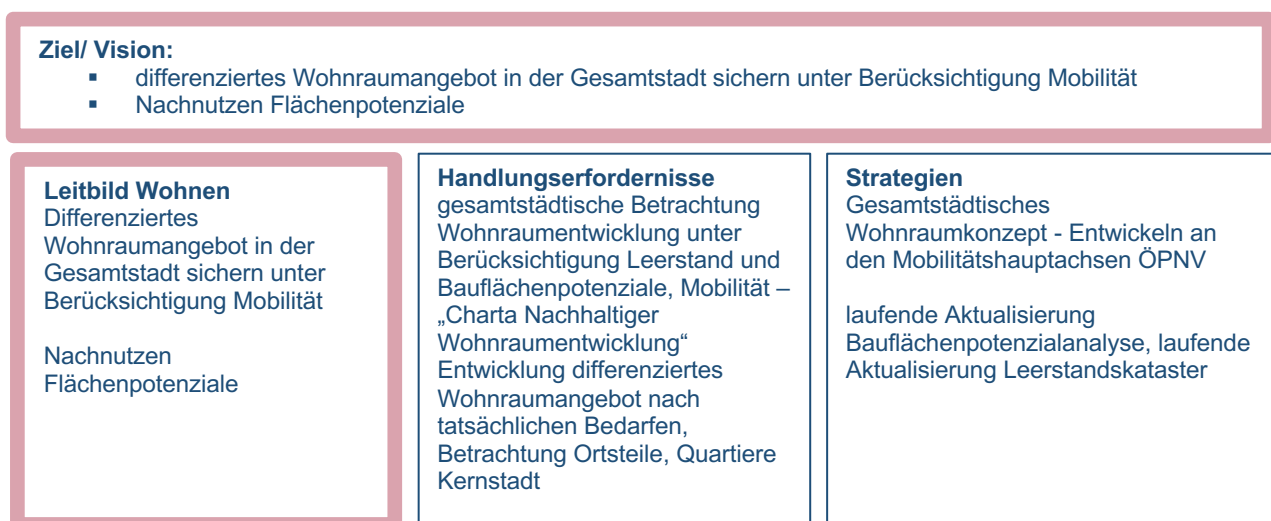 Ziel/ Vision:
▪ differenziertes Wohnraumangebot in der Gesamtstadt sichern unter Berücksichtigung Mobilität
▪ Nachnutzen Flächenpotenziale
Leitbild Wohnen
Differenziertes
Wohnraumangebot in der
Gesamtstadt sichern unter
Berücksichtigung Mobilität
Nachnutzen
Flächenpotenziale
Handlungserfordernisse
gesamtstädtische Betrachtung
Wohnraumentwicklung unter
Berücksichtigung Leerstand und
Bauflächenpotenziale, Mobilität –
„Charta Nachhaltiger
Wohnraumentwicklung“
Entwicklung differenziertes
Wohnraumangebot nach
tatsächlichen Bedarfen,
Betrachtung Ortsteile, Quartiere
Kernstadt
Strategien
Gesamtstädtisches
Wohnraumkonzept - Entwickeln an
den Mobilitätshauptachsen ÖPNV
laufende Aktualisierung
Bauflächenpotenzialanalyse, laufende
Aktualisierung Leerstandskataster